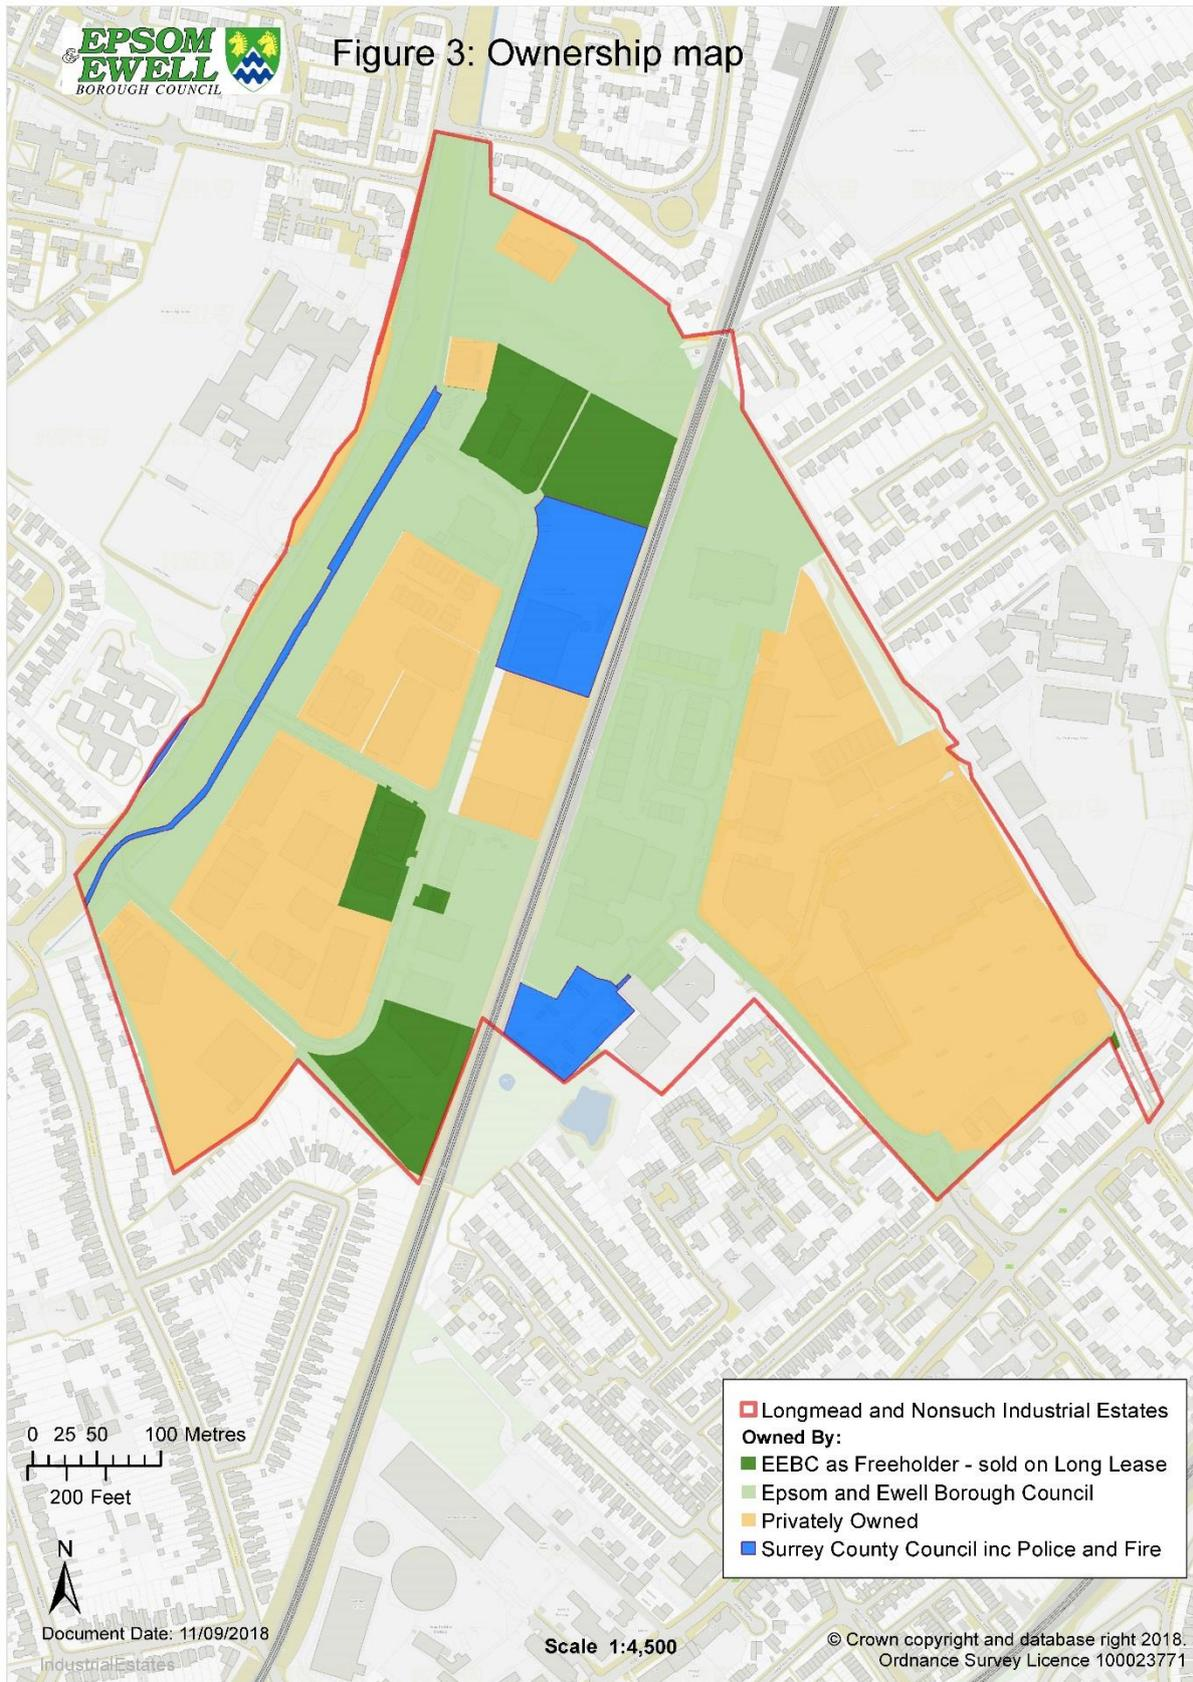 EPSOM
& EWELL
BOROUGH COUNCIL
Figure 3: Ownership map
Longmead and Nonsuch Industrial Estates
Owned By:
EEBC as Freeholder - sold on Long Lease
Epsom and Ewell Borough Council
Privately Owned
Surrey County Council inc Police and Fire
0 25 50 100 Metres
200 Feet
N
Document Date: 11/09/2018
IndustrialEstates
Scale 1:4,500
© Crown copyright and database right 2018.
Ordnance Survey Licence 100023771